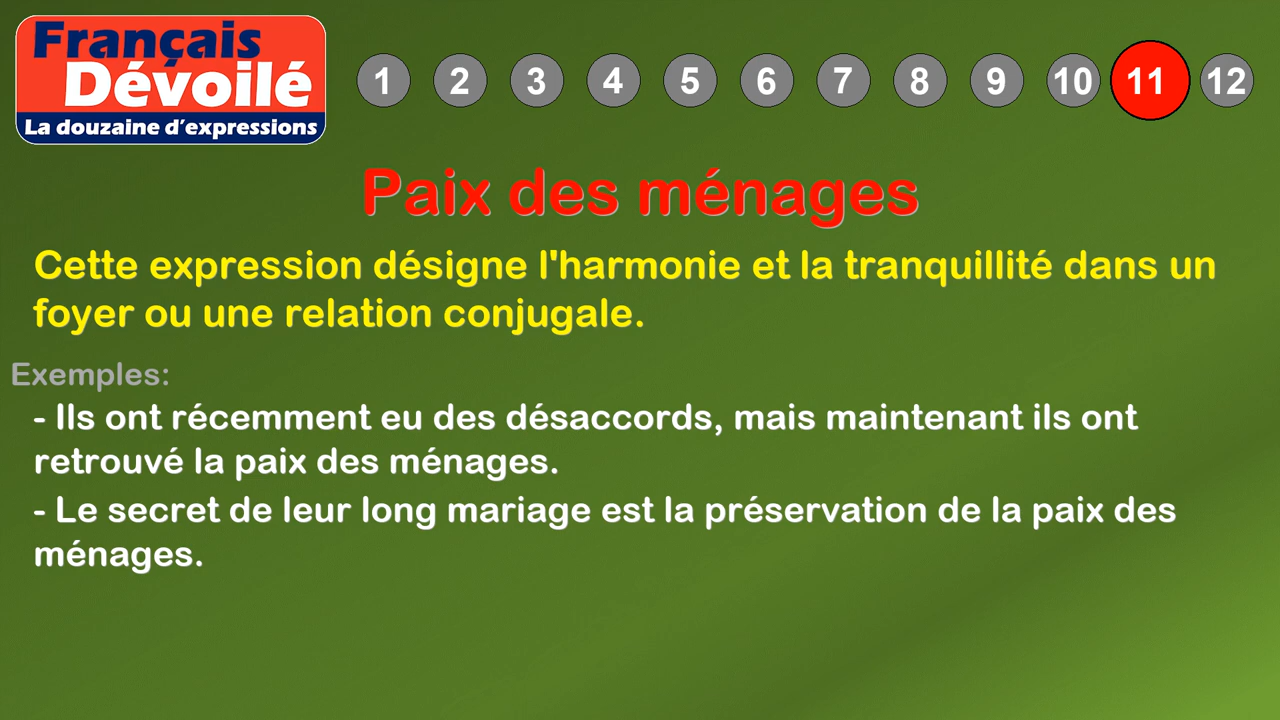 Français
Dévoilé
La douzaine d'expressions
1 2 3 4 5 6 7 8 9 10 11 12
Paix des ménages
Cette expression désigne l'harmonie et la tranquillité dans un
foyer ou une relation conjugale.
Exemples:
- Ils ont récemment eu des désaccords, mais maintenant ils ont
retrouvé la paix des ménages.
- Le secret de leur long mariage est la préservation de la paix des
ménages.